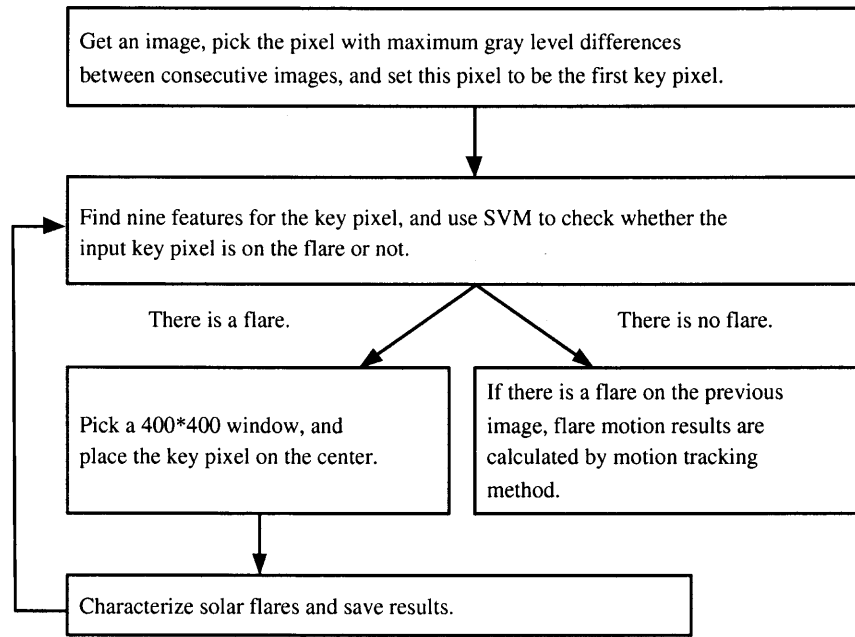 Get an image, pick the pixel with maximum gray level differences
between consecutive images, and set this pixel to be the first key pixel.
Find nine features for the key pixel, and use SVM to check whether the
input key pixel is on the flare or not.
There is a flare.
There is no flare.
Pick a 400*400 window, and
place the key pixel on the center.
If there is a flare on the previous
image, flare motion results are
calculated by motion tracking
method.
Characterize solar flares and save results.